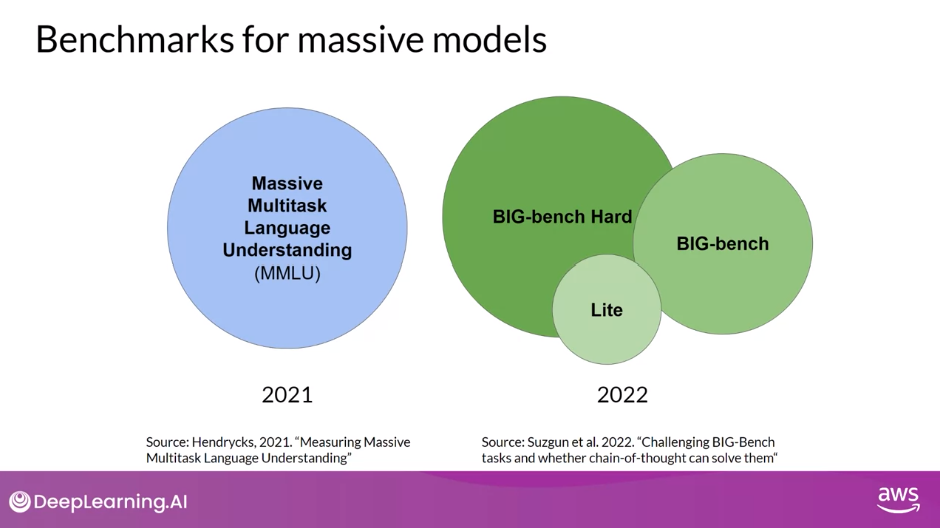 Benchmarks for massive models
Massive
Multitask
Language
Understanding
(MMLU)
BIG-bench Hard
BIG-bench
Lite
2021
2022
Source: Hendrycks, 2021. "Measuring Massive
Multitask Language Understanding"
Source: Suzgun et al. 2022. "Challenging BIG-Bench
tasks and whether chain-of-thought can solve them"
DeepLearning.AI
aws